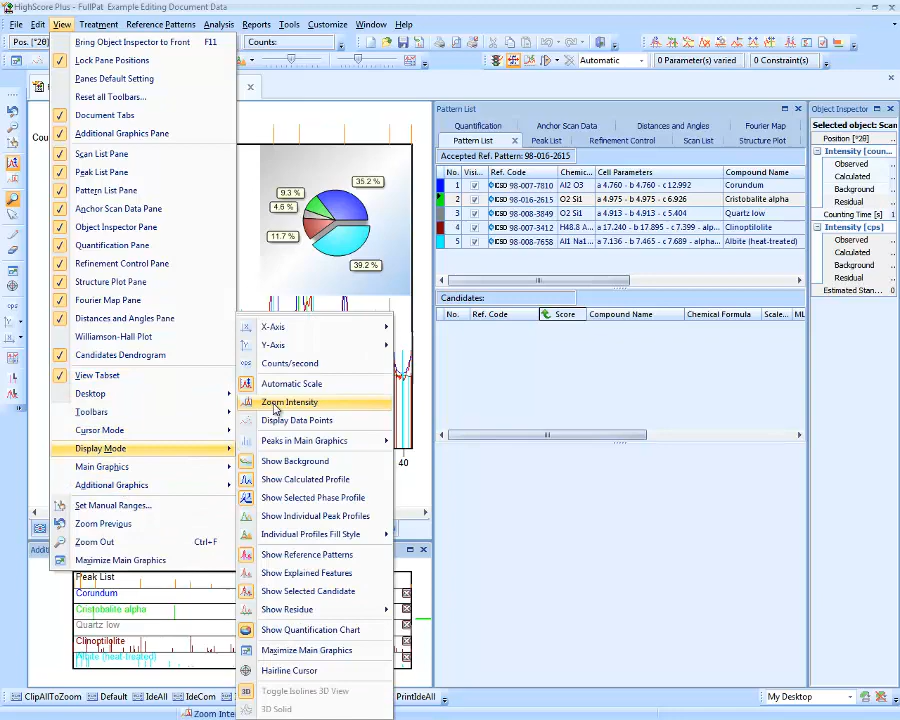 HighScore Plus - FullPat Example Editing Document Data
File Edit View Treatment Reference Patterns Analysis Reports Tools Customize Window Help
Pos. [°2θ] Counts:
Automatic 0 Parameter(s) varied 0 Constraint(s)
Bring Object Inspector to Front F11
Lock Pane Positions
Panes Default Setting
Reset all Toolbars...
Document Tabs
Additional Graphics Pane
Scan List Pane
Peak List Pane
Pattern List Pane
Anchor Scan Data Pane
Object Inspector Pane
Quantification Pane
Refinement Control Pane
Structure Plot Pane
Fourier Map Pane
Distances and Angles Pane
Williamson-Hall Plot
Candidates Dendrogram
View Tabset
Desktop
Toolbars
Cursor Mode
Display Mode
Main Graphics
Additional Graphics
Set Manual Ranges...
Zoom Previous
Zoom Out Ctrl+F
Maximize Main Graphics
X-Axis
Y-Axis
Counts/second
Automatic Scale
Zoom Intensity
Display Data Points
Peaks in Main Graphics
Show Background
Show Calculated Profile
Show Selected Phase Profile
Show Individual Peak Profiles
Individual Profiles Fill Style
Show Reference Patterns
Show Explained Features
Show Selected Candidate
Show Residue
Show Quantification Chart
Maximize Main Graphics
Hairline Cursor
3D Toggle Isolines 3D View
3D Solid
Cou
35.2 %
9.3 %
4.6 %
11.7 %
39.2 %
40
Pattern List
Quantification Anchor Scan Data Distances and Angles Fourier Map
Pattern List Peak List Refinement Control Scan List Structure Plot
Accepted Ref. Pattern: 98-016-2615
No. Visi... Ref. Code Chemic... Cell Parameters Compound Name
1 ICSD 98-007-7810 Al2 O3 a 4.760 - b 4.760 - c 12.992 Corundum
2 ICSD 98-016-2615 O2 Si1 a 4.975 - b 4.975 - c 6.926 Cristobalite alpha
3 ICSD 98-008-3849 O2 Si1 a 4.913 - b 4.913 - c 5.404 Quartz low
4 ICSD 98-003-3912 H48.8 A... a 17.240 - b 17.895 - c 7.399 - alpha... Clinoptilolite
5 ICSD 98-008-7658 Al1 Na1... a 7.136 - b 7.465 - c 7.689 - alpha... Albite (heat-treated)
Candidates:
No. Ref. Code Score Compound Name Chemical Formula Scale... ML
Object Inspector
Selected object: Scan
Position [°2θ]
Intensity [coun...
Observed
Calculated
Background
Residual
Counting Time [s]
Intensity [cps]
Observed
Calculated
Background
Residual
Estimated Stan...
Addit
Peak List
Corundum
Cristobalite alpha
Quartz low
Clinoptilolite
Albite (heat treated)
ClipAllToZoom Default IdeAll IdeCom PrintIdeAll My Desktop
Zoom Inten